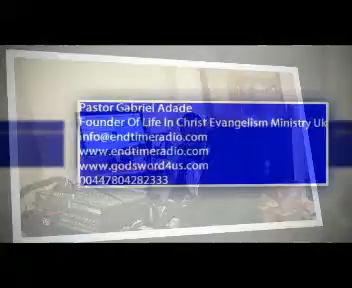 Pastor Gabriel Adade
Founder Of Life In Christ Evangelism Ministry Uk
info@endtimeradio.com
www.endtimeradio.com
www.godsword4us.com
00447804282333